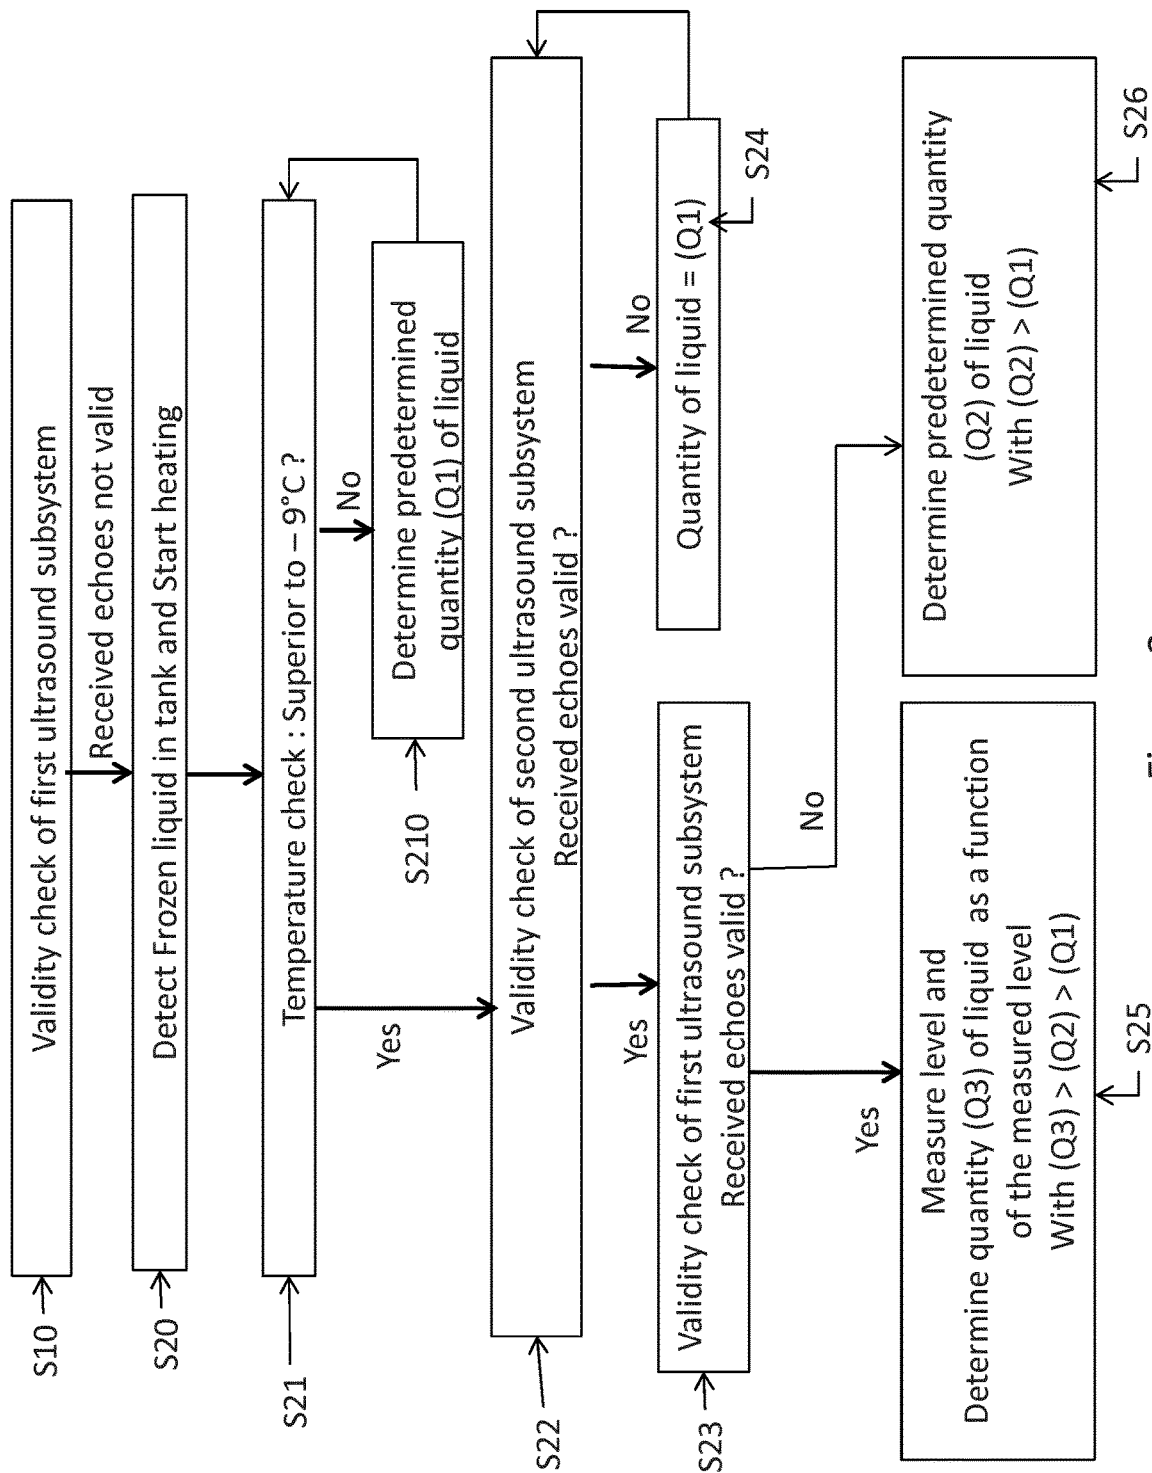 S10
Validity check of first ultrasound subsystem
Received echoes not valid
S20
Detect Frozen liquid in tank and Start heating
S21
Temperature check : Superior to – 9°C ?
No
Yes
S210
Determine predetermined
quantity (Q1) of liquid
S22
Validity check of second ultrasound subsystem
Received echoes valid ?
Yes
No
S23
Validity check of first ultrasound subsystem
Received echoes valid ?
Quantity of liquid = (Q1)
S24
Yes
No
Measure level and
Determine quantity (Q3) of liquid as a function
of the measured level
With (Q3) > (Q2) > (Q1)
S25
Determine predetermined quantity
(Q2) of liquid
With (Q2) > (Q1)
S26